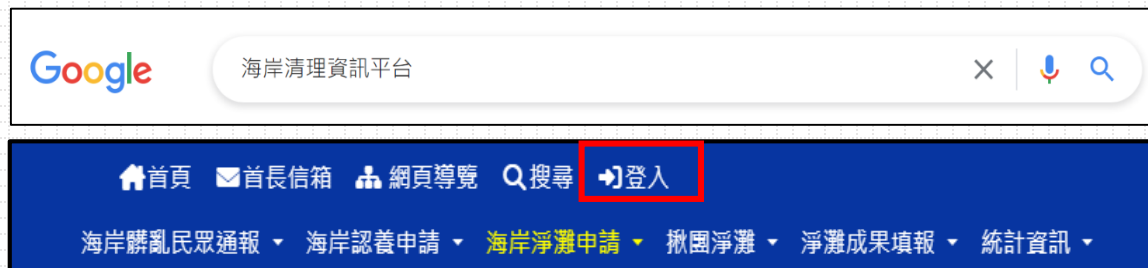 Google 海岸清理資訊平台
首頁 首長信箱 網頁導覽 搜尋 登入
海岸髒亂民眾通報 海岸認養申請 海岸淨灘申請 揪團淨灘 淨灘成果填報 統計資訊